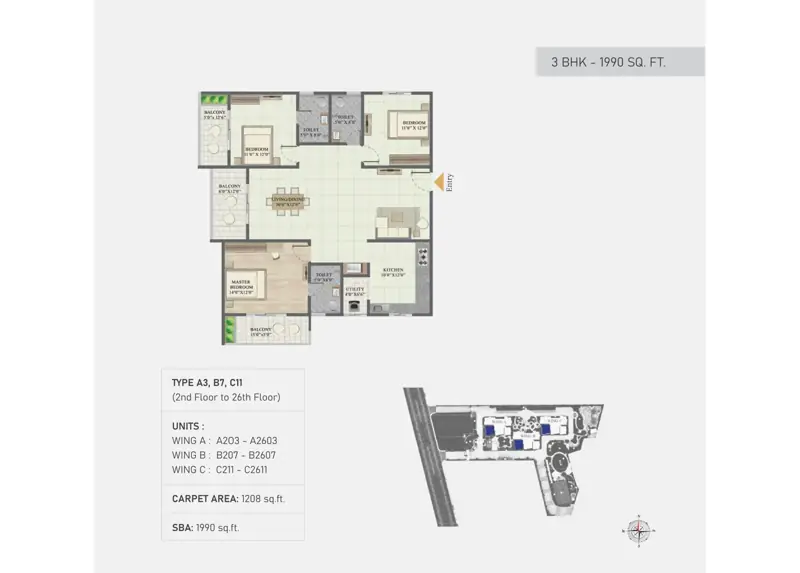 3 BHK - 1990 SQ. FT.
BALCONY
TOILET
TOILET
BEDROOM
BEDROOM
BALCONY
Entry
LIVING/DINING
MASTER
BEDROOM
TOILET
KITCHEN
UTILITY
BALCONY
TYPE A3, B7, C11
(2nd Floor to 26th Floor)
UNITS :
WING A : A203 - A2603
WING B : B207 - B2607
WING C : C211 - C2611
CARPET AREA: 1208 sq.ft.
SBA: 1990 sq.ft.